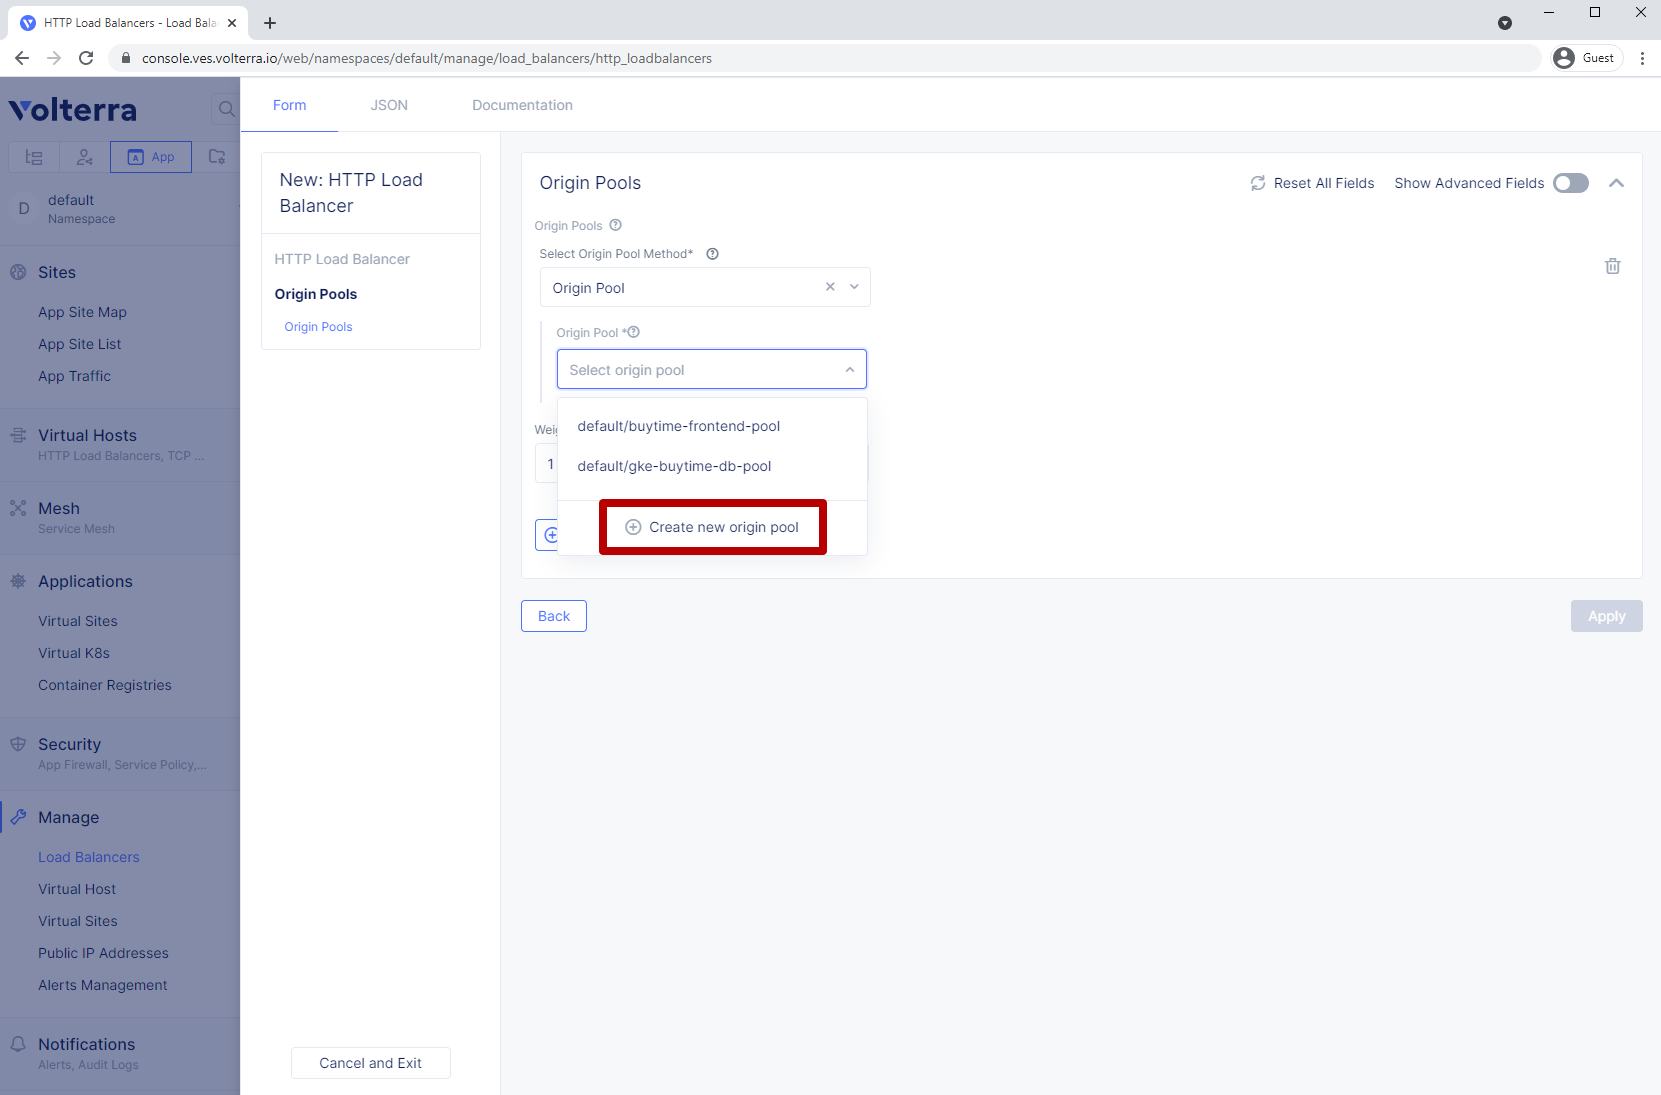 HTTP Load Balancers - Load Bala
console.ves.volterra.io/web/namespaces/default/manage/load_balancers/http_loadbalancers
Guest
Volterra
App
D
default
Namespace
Sites
App Site Map
App Site List
App Traffic
Virtual Hosts
HTTP Load Balancers, TCP ...
Mesh
Service Mesh
Applications
Virtual Sites
Virtual K8s
Container Registries
Security
App Firewall, Service Policy,...
Manage
Load Balancers
Virtual Host
Virtual Sites
Public IP Addresses
Alerts Management
Notifications
Alerts, Audit Logs
Form JSON Documentation
New: HTTP Load
Balancer
HTTP Load Balancer
Origin Pools
Origin Pools
Cancel and Exit
Origin Pools
Reset All Fields Show Advanced Fields
Origin Pools
Select Origin Pool Method*
Origin Pool
Origin Pool *
Select origin pool
default/buytime-frontend-pool
1
default/gke-buytime-db-pool
Create new origin pool
Back
Apply